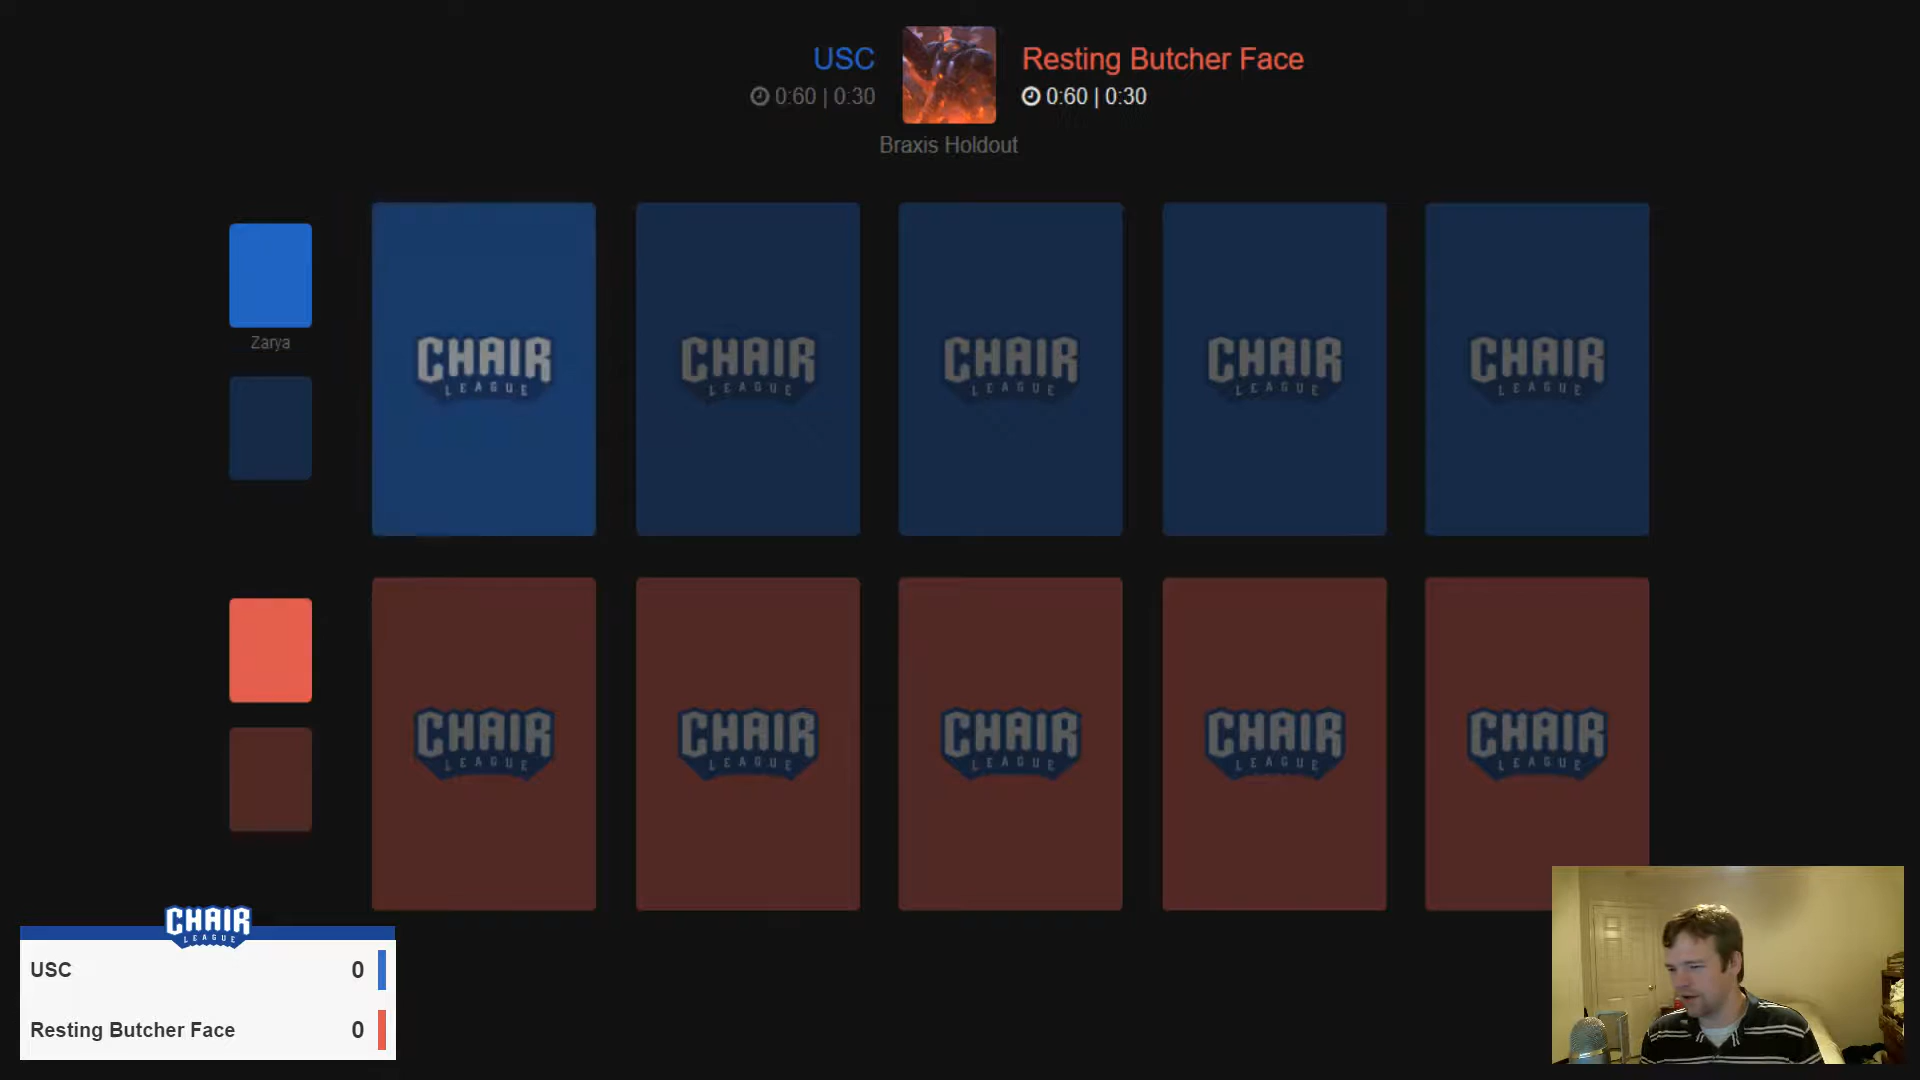 USC
Resting Butcher Face
0:60 | 0:30
0:60 | 0:30
Braxis Holdout
Zarya
CHAIR
LEAGUE
CHAIR
LEAGUE
CHAIR
LEAGUE
CHAIR
LEAGUE
CHAIR
LEAGUE
CHAIR
LEAGUE
CHAIR
LEAGUE
CHAIR
LEAGUE
CHAIR
LEAGUE
CHAIR
LEAGUE
CHAIR
LEAGUE
USC 0
Resting Butcher Face 0